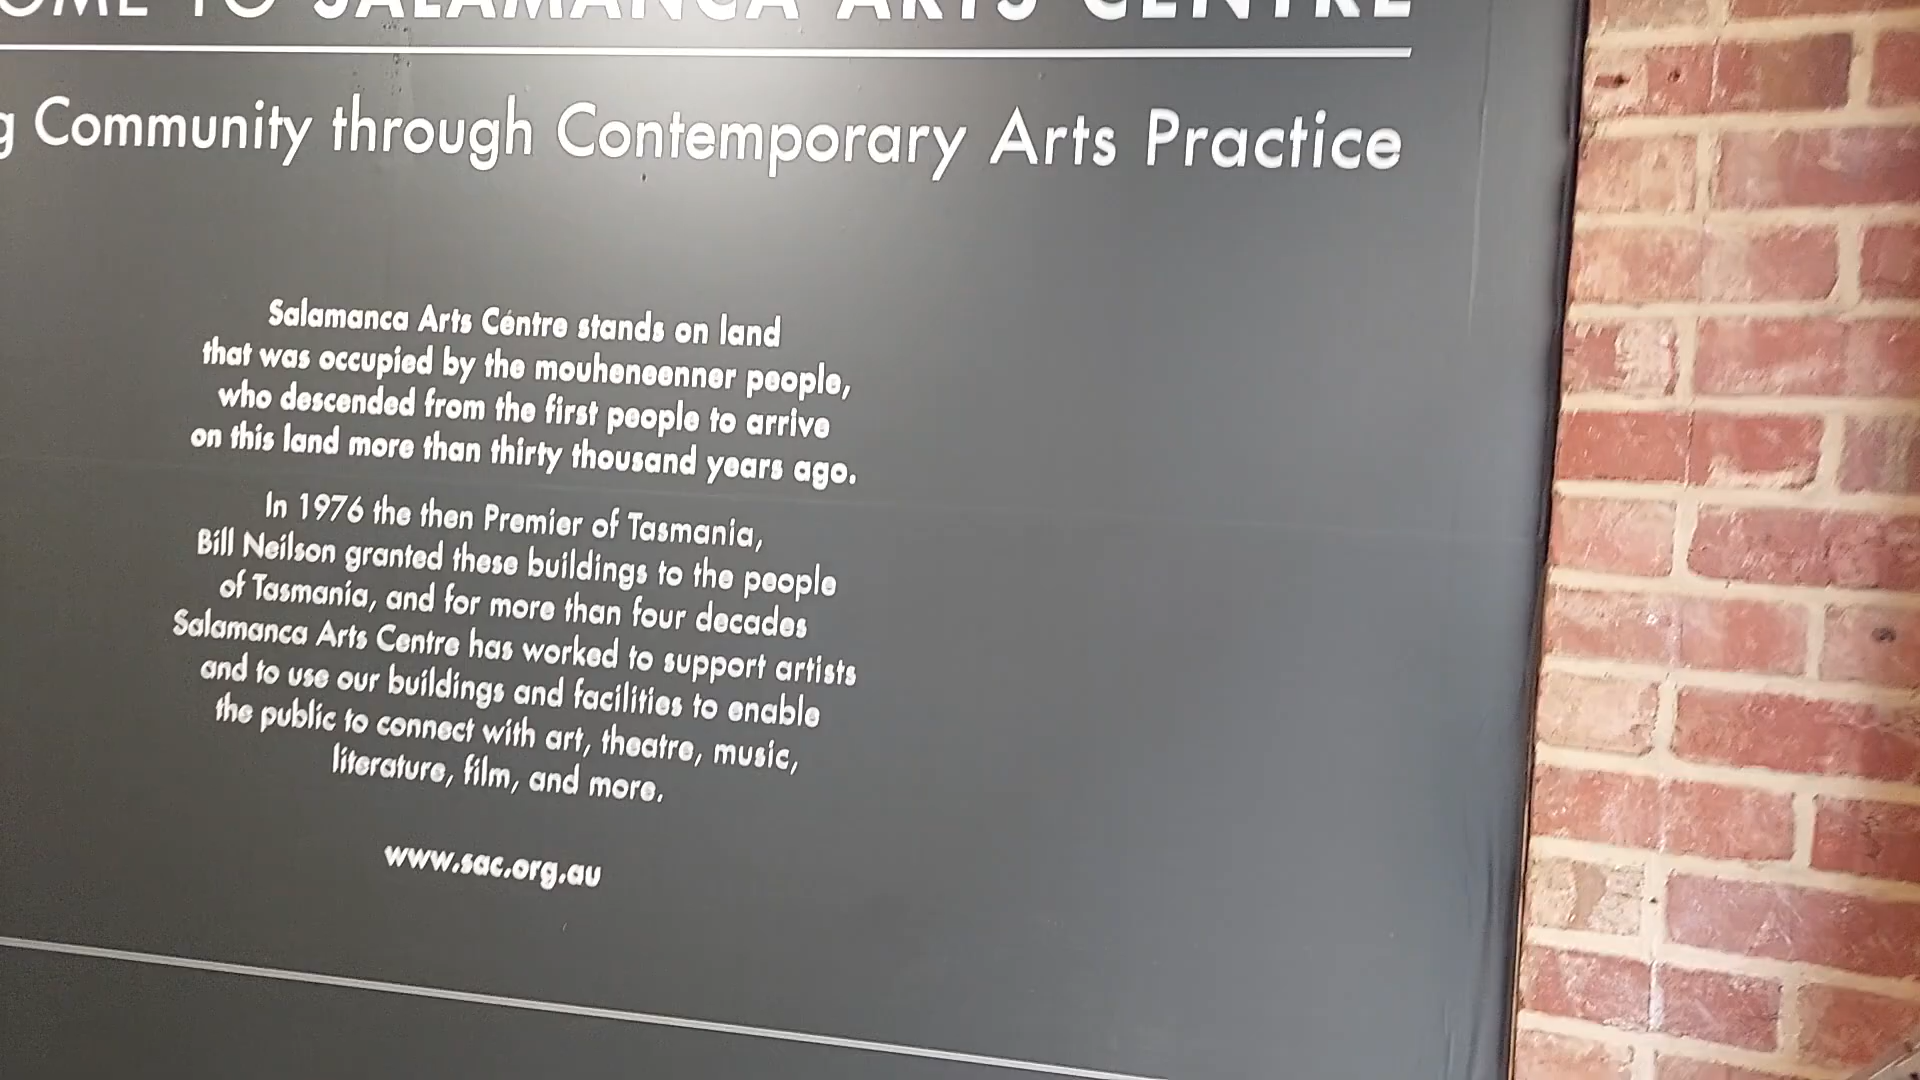 TO SALAMANCA ARTS CENTRE
Community through Contemporary Arts Practice
Salamanca Arts Centre stands on land
that was occupied by the mouheneenner people,
who descended from the first people to arrive
on this land more than thirty thousand years ago.
In 1976 the then Premier of Tasmania,
Bill Neilson granted these buildings to the people
of Tasmania, and for more than four decades
Salamanca Arts Centre has worked to support artists
and to use our buildings and facilities to enable
the public to connect with art, theatre, music,
literature, film, and more.
www.sac.org.au